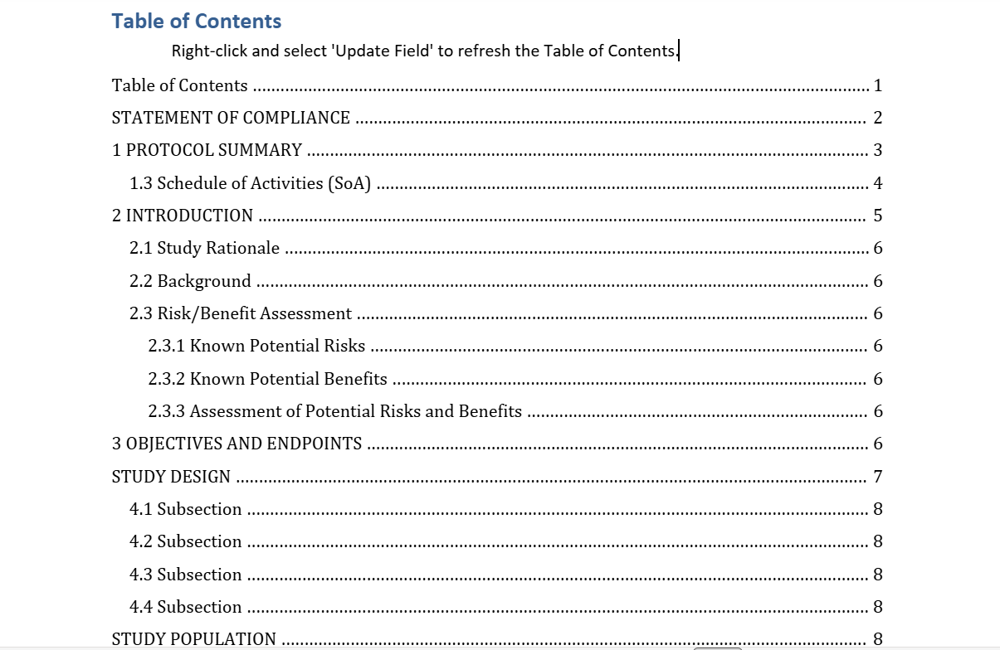 Table of Contents
Right-click and select 'Update Field' to refresh the Table of Contents.
Table of Contents ........................................................................................................................................ 1
STATEMENT OF COMPLIANCE ................................................................................................................. 2
1 PROTOCOL SUMMARY ............................................................................................................................ 3
1.3 Schedule of Activities (SoA) ............................................................................................................. 4
2 INTRODUCTION ...................................................................................................................................... 5
2.1 Study Rationale ................................................................................................................................. 6
2.2 Background ....................................................................................................................................... 6
2.3 Risk/Benefit Assessment ................................................................................................................. 6
2.3.1 Known Potential Risks .............................................................................................................. 6
2.3.2 Known Potential Benefits ......................................................................................................... 6
2.3.3 Assessment of Potential Risks and Benefits ........................................................................... 6
3 OBJECTIVES AND ENDPOINTS ............................................................................................................... 6
STUDY DESIGN ........................................................................................................................................... 7
4.1 Subsection ......................................................................................................................................... 8
4.2 Subsection ......................................................................................................................................... 8
4.3 Subsection ......................................................................................................................................... 8
4.4 Subsection ......................................................................................................................................... 8
STUDY POPULATION ................................................................................................................................. 8